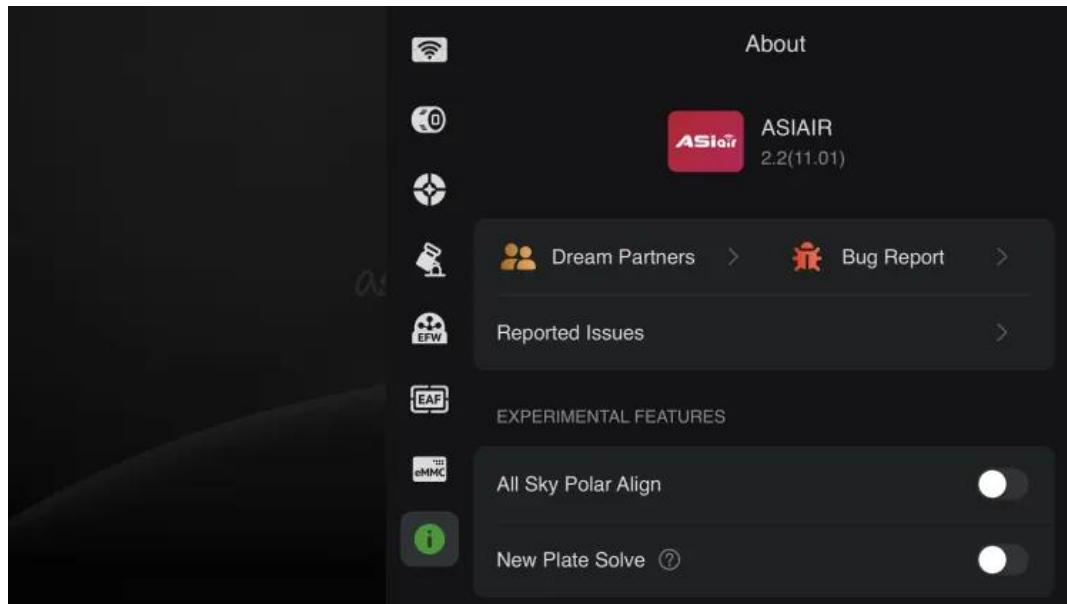 About
ASIair
ASIAIR
2.2(11.01)
Dream Partners
Bug Report
EFW
Reported Issues
EAF
EXPERIMENTAL FEATURES
eMMC
All Sky Polar Align
New Plate Solve ?